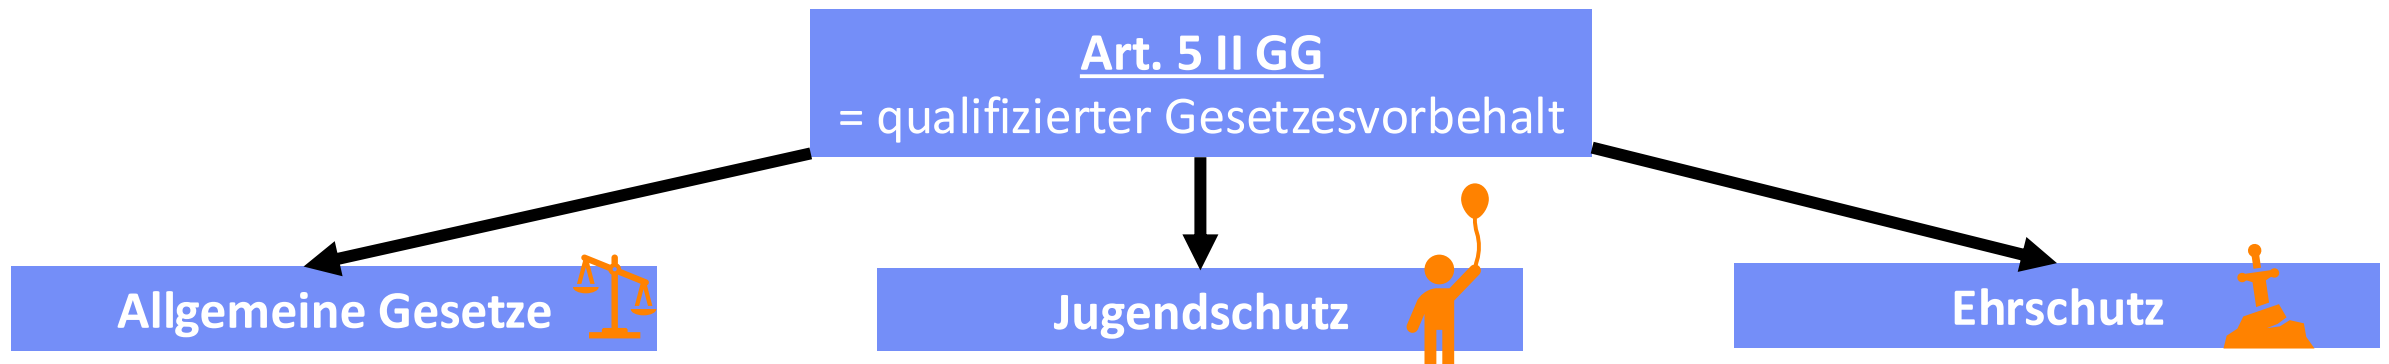 Art. 5 II GG
= qualifizierter Gesetzesvorbehalt
Allgemeine Gesetze
Jugendschutz
Ehrschutz